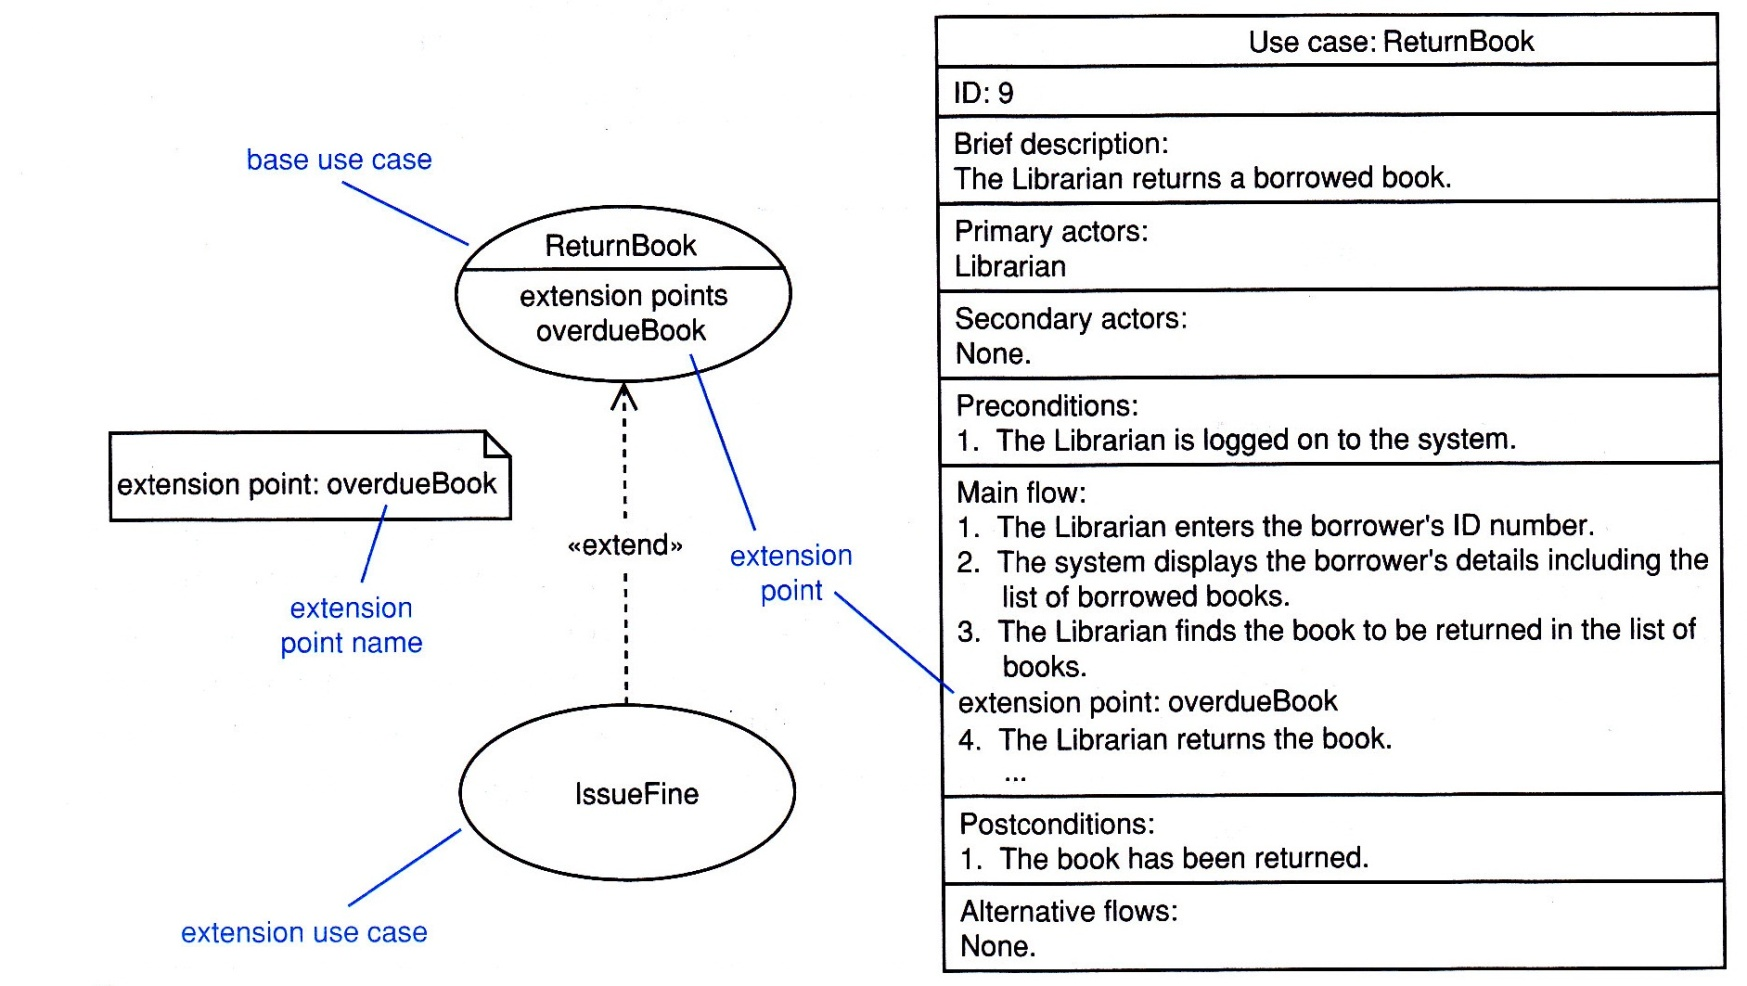 base use case
ReturnBook
extension points
overdueBook
extension point: overdueBook
«extend»
extension
point
extension
point name
IssueFine
extension use case
Use case: ReturnBook
ID: 9
Brief description:
The Librarian returns a borrowed book.
Primary actors:
Librarian
Secondary actors:
None.
Preconditions:
1. The Librarian is logged on to the system.
Main flow:
1. The Librarian enters the borrower's ID number.
2. The system displays the borrower's details including the
list of borrowed books.
3. The Librarian finds the book to be returned in the list of
books.
extension point: overdueBook
4. The Librarian returns the book.
...
Postconditions:
1. The book has been returned.
Alternative flows:
None.